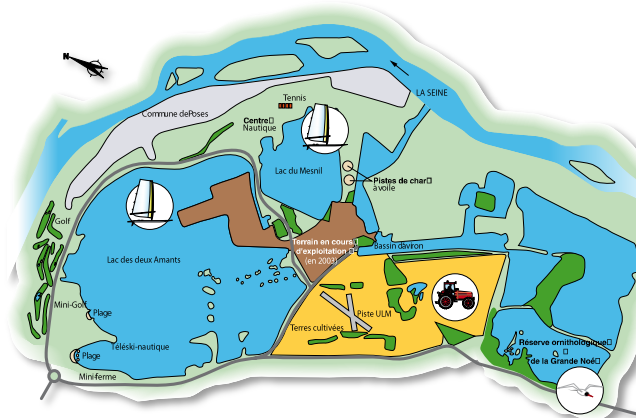 N
LA SEINE
Tennis
Commune dePoses
Centre
Nautique
Lac du Mesnil
Pistes de char
à voile
Golf
Terrain en cours
d'exploitation
(en 2003)
Bassin d'aviron
Lac des deux Amants
Mini-Golf
Plage
Piste ULM
Terres cultivées
Téléski-nautique
Plage
Réserve ornithologique
de la Grande Noé
Mini-ferme